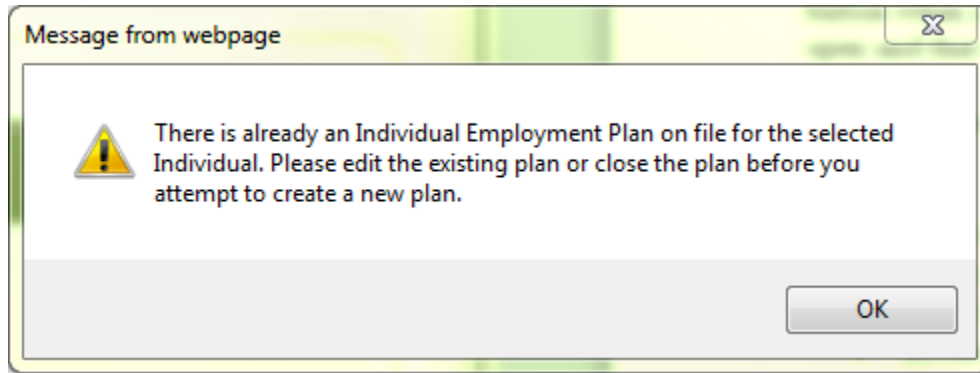 Message from webpage
There is already an Individual Employment Plan on file for the selected
Individual. Please edit the existing plan or close the plan before you
attempt to create a new plan.
OK